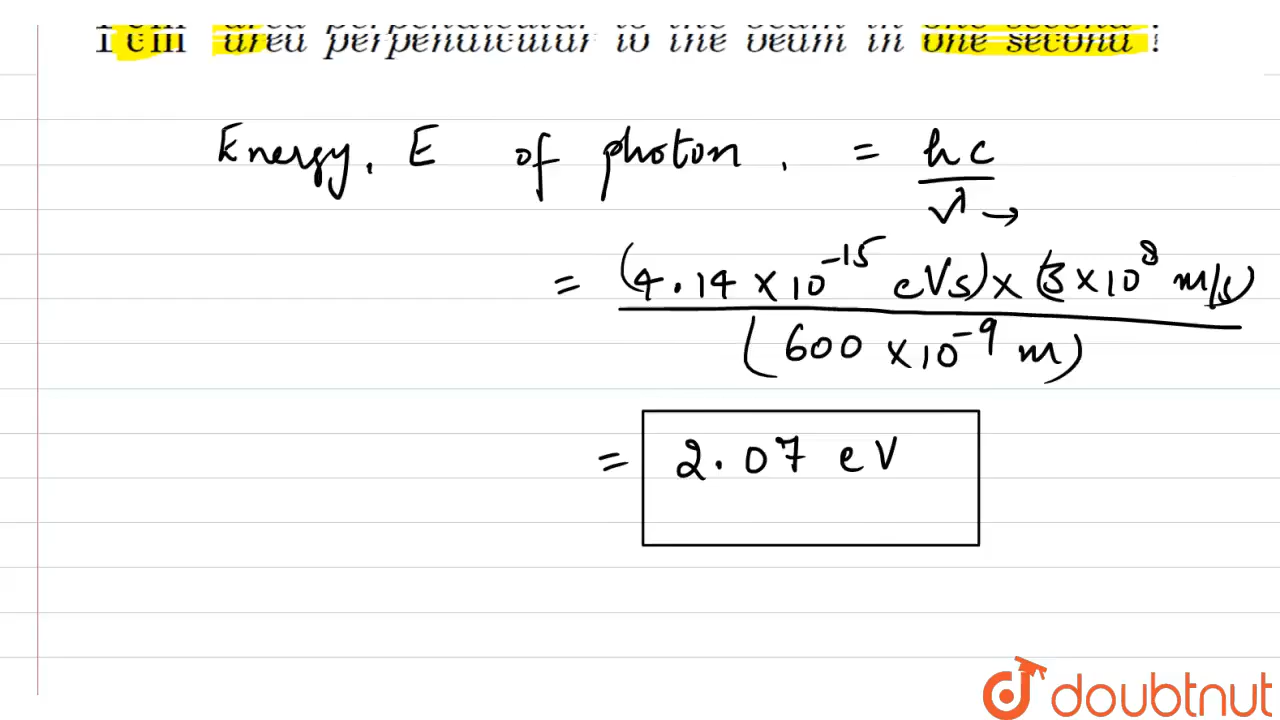 1 cm area perpendicular to the beam in one second ?
Energy, E of photon, = hc
λ →
= (4.14 × 10⁻¹⁵ eVs) × (3 × 10⁸ m/s)
(600 × 10⁻⁹ m)
= 2.07 eV
doubtnut